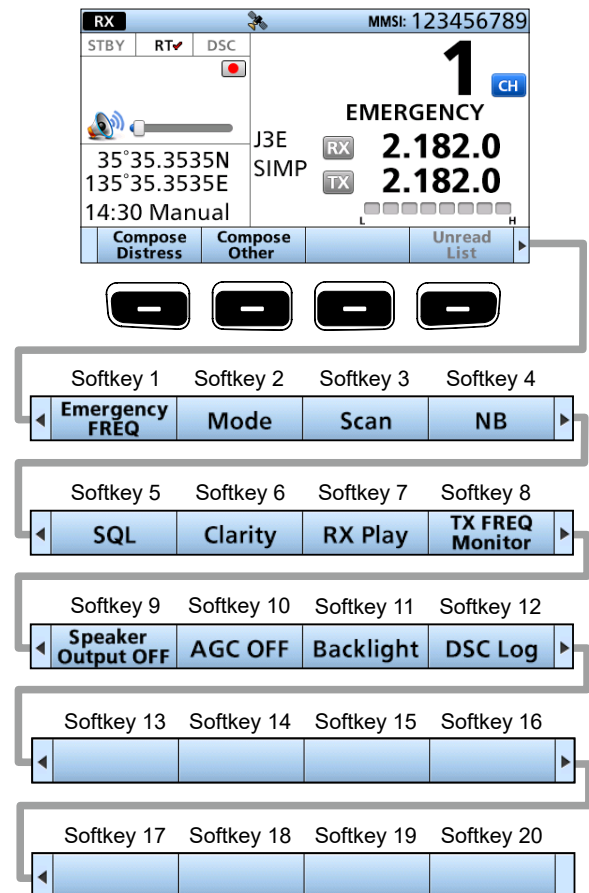 RX MMSI: 123456789
STBY RT✔ DSC
1 CH
EMERGENCY
J3E RX 2.182.0
SIMP TX 2.182.0
35°35.3535N
135°35.3535E
14:30 Manual
L H
Compose Distress
Compose Other
Unread List
Softkey 1 Softkey 2 Softkey 3 Softkey 4
Emergency FREQ
Mode
Scan
NB
Softkey 5 Softkey 6 Softkey 7 Softkey 8
SQL
Clarity
RX Play
TX FREQ Monitor
Softkey 9 Softkey 10 Softkey 11 Softkey 12
Speaker Output OFF
AGC OFF
Backlight
DSC Log
Softkey 13 Softkey 14 Softkey 15 Softkey 16
Softkey 17 Softkey 18 Softkey 19 Softkey 20